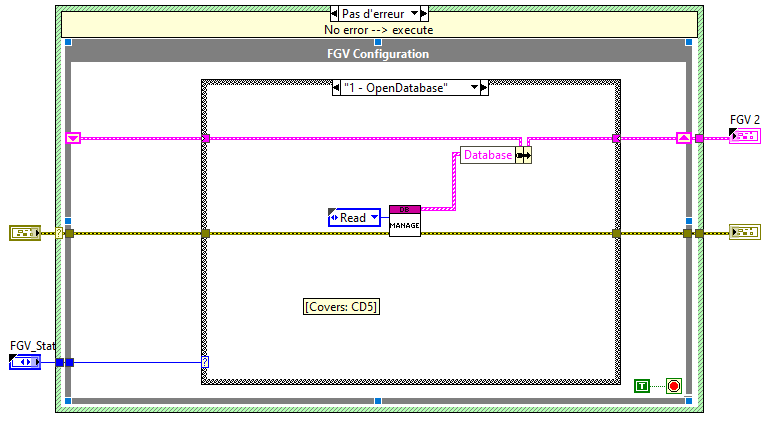 Pas d'erreur
No error --> execute
FGV Configuration
"1 - OpenDatabase"
FGV 2
Database
DB
Read
MANAGE
?
[Covers: CD5]
FGV_Stat
?
T